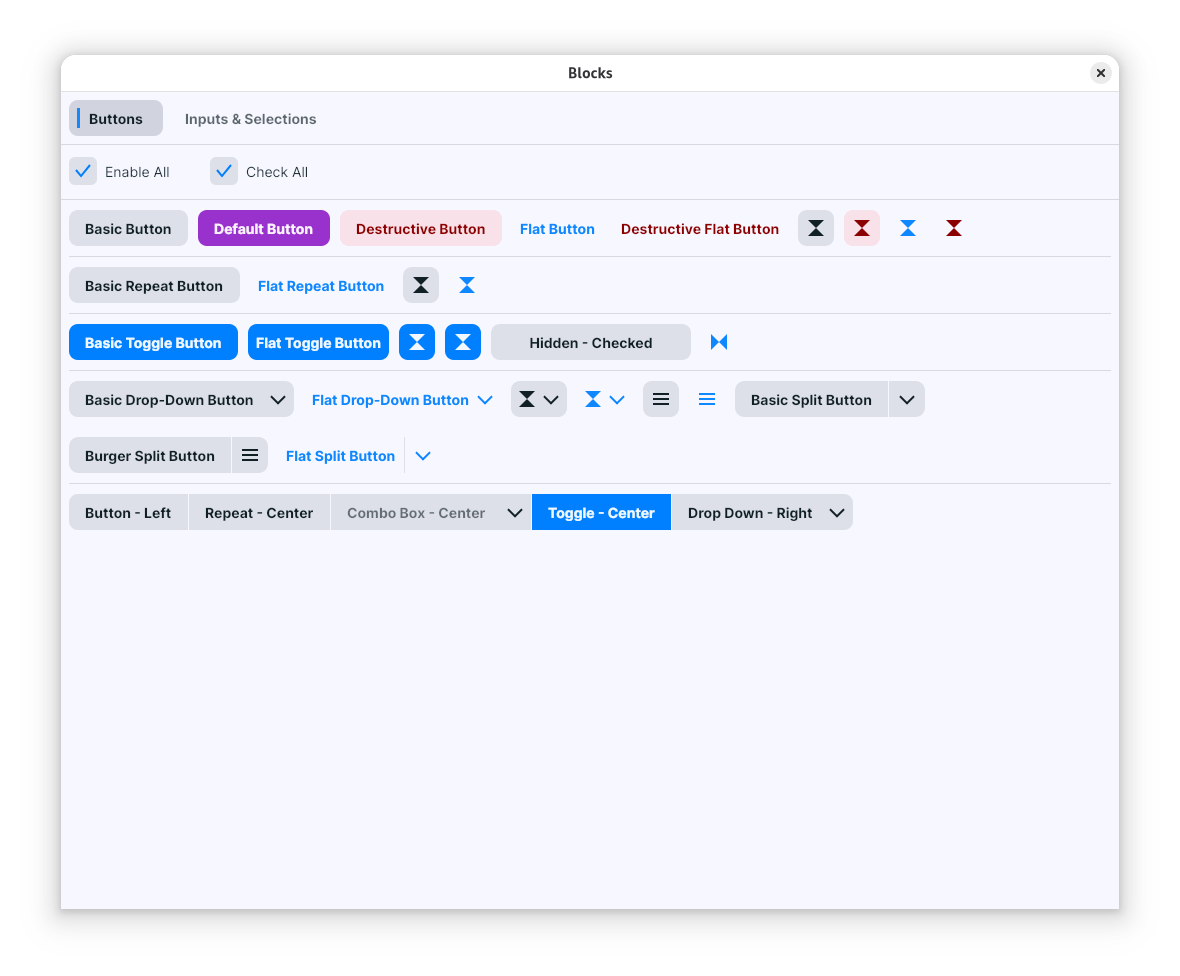 Blocks
Buttons Inputs & Selections
Enable All Check All
Basic Button Default Button Destructive Button Flat Button Destructive Flat Button
Basic Repeat Button Flat Repeat Button
Basic Toggle Button Flat Toggle Button Hidden - Checked
Basic Drop-Down Button Flat Drop-Down Button Basic Split Button
Burger Split Button Flat Split Button
Button - Left Repeat - Center Combo Box - Center Toggle - Center Drop Down - Right